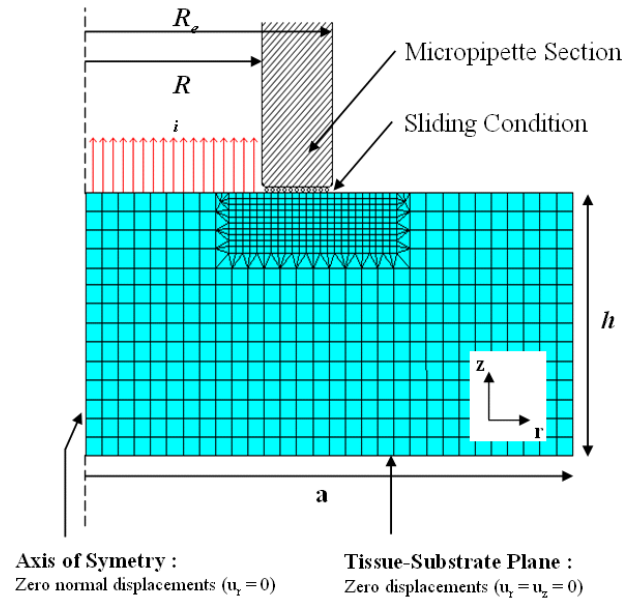 R_e
R
i
Micropipette Section
Sliding Condition
h
z
r
a
Axis of Symetry :
Zero normal displacements (u_r = 0)
Tissue-Substrate Plane :
Zero displacements (u_r = u_z = 0)